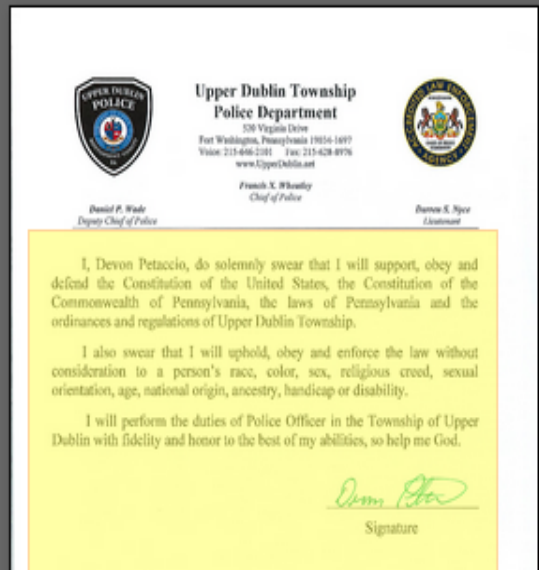 UPPER DUBLIN
POLICE
Upper Dublin Township
Police Department
530 Virginia Drive
Fort Washington, Pennsylvania 19034-1697
Voice: 215-646-2101 Fax: 215-628-8976
www.UpperDublin.net
Francis X. Wheatley
Chief of Police
ACCREDITED LAW ENFORCEMENT
AGENCY
Daniel P. Wade
Deputy Chief of Police
Darren S. Nyce
Lieutenant
I, Devon Petaccio, do solemnly swear that I will support, obey and
defend the Constitution of the United States, the Constitution of the
Commonwealth of Pennsylvania, the laws of Pennsylvania and the
ordinances and regulations of Upper Dublin Township.
I also swear that I will uphold, obey and enforce the law without
consideration to a person's race, color, sex, religious creed, sexual
orientation, age, national origin, ancestry, handicap or disability.
I will perform the duties of Police Officer in the Township of Upper
Dublin with fidelity and honor to the best of my abilities, so help me God.
Signature